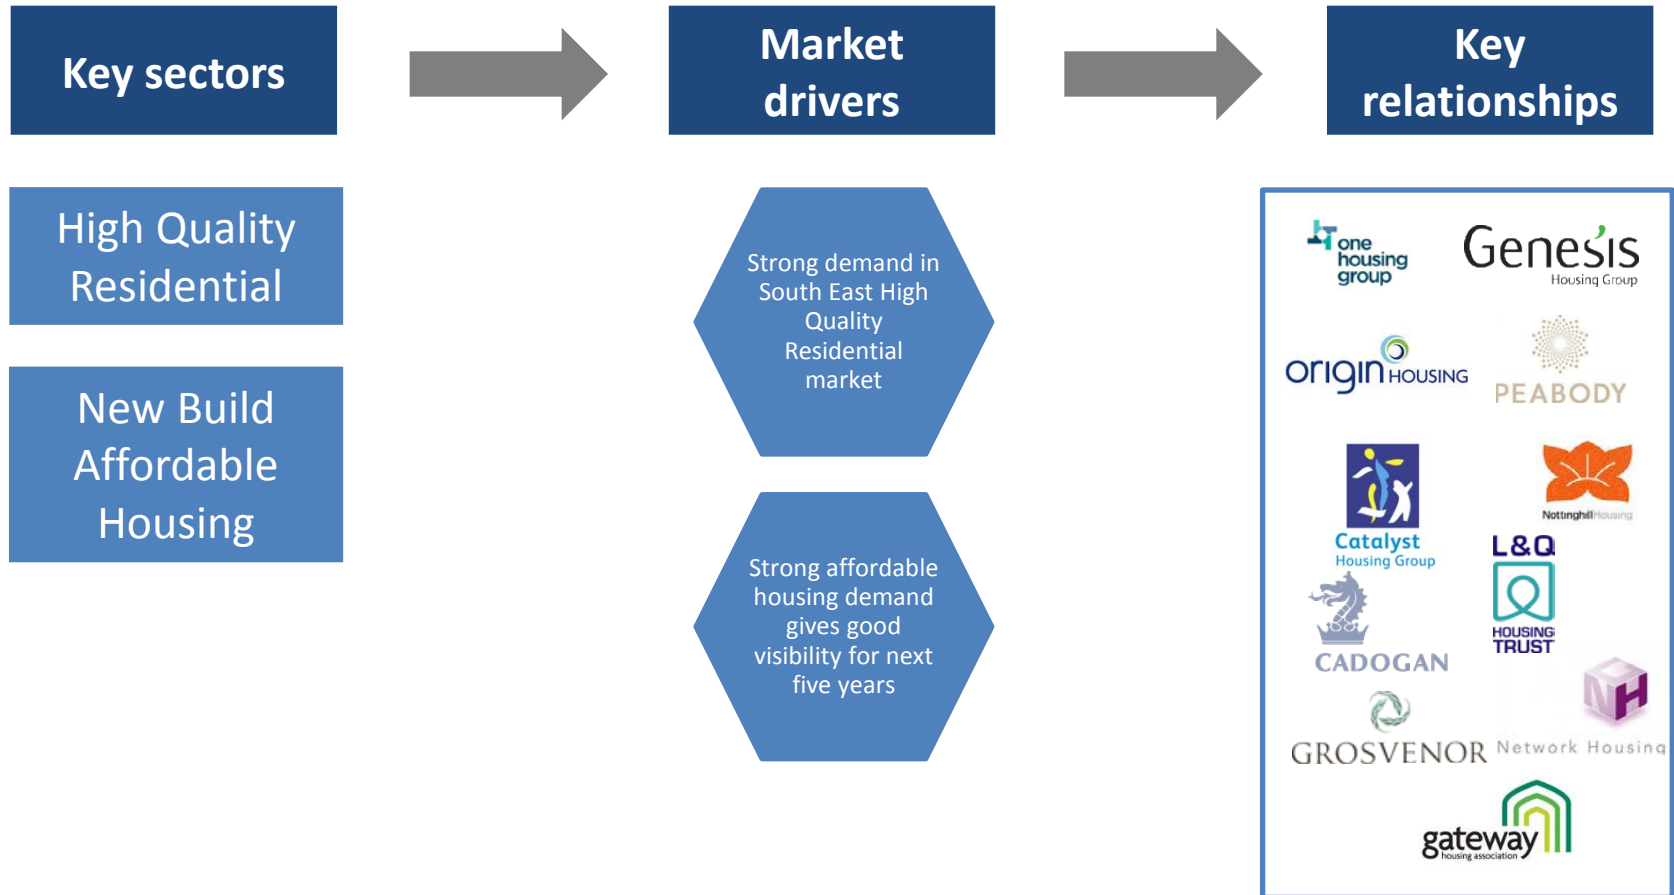 Key sectors
Market
drivers
Key
relationships
High Quality
Residential
New Build
Affordable
Housing
Strong demand in
South East High
Quality
Residential
market
Strong affordable
housing demand
gives good
visibility for next
five years
one
housing
group
Genesis
Housing Group
origin HOUSING
PEABODY
Catalyst
Housing Group
NottinghillHousing
L&Q
HOUSING
TRUST
CADOGAN
GROSVENOR
NH
Network Housing
gateway
housing association